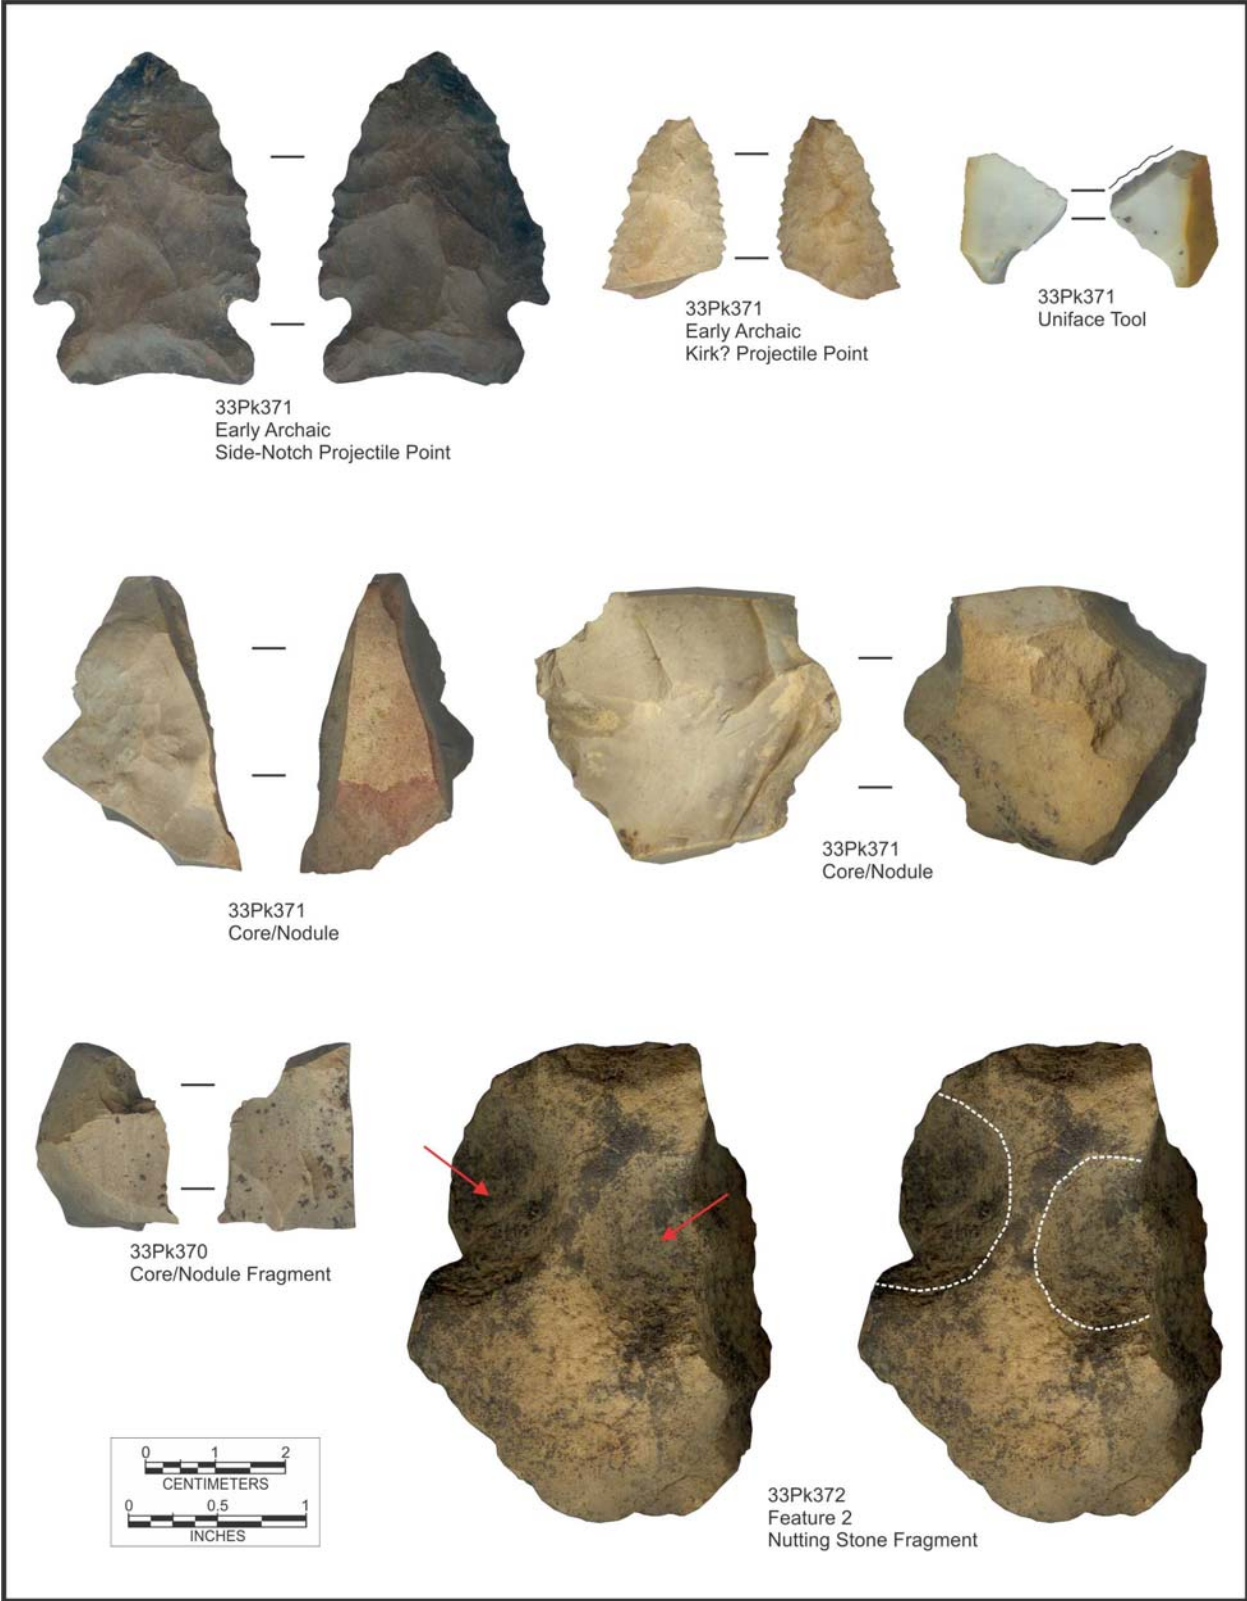 33Pk371
Early Archaic
Side-Notch Projectile Point
33Pk371
Early Archaic
Kirk? Projectile Point
33Pk371
Uniface Tool
33Pk371
Core/Nodule
33Pk371
Core/Nodule
33Pk370
Core/Nodule Fragment
0 1 2
CENTIMETERS
0 0.5 1
INCHES
33Pk372
Feature 2
Nutting Stone Fragment